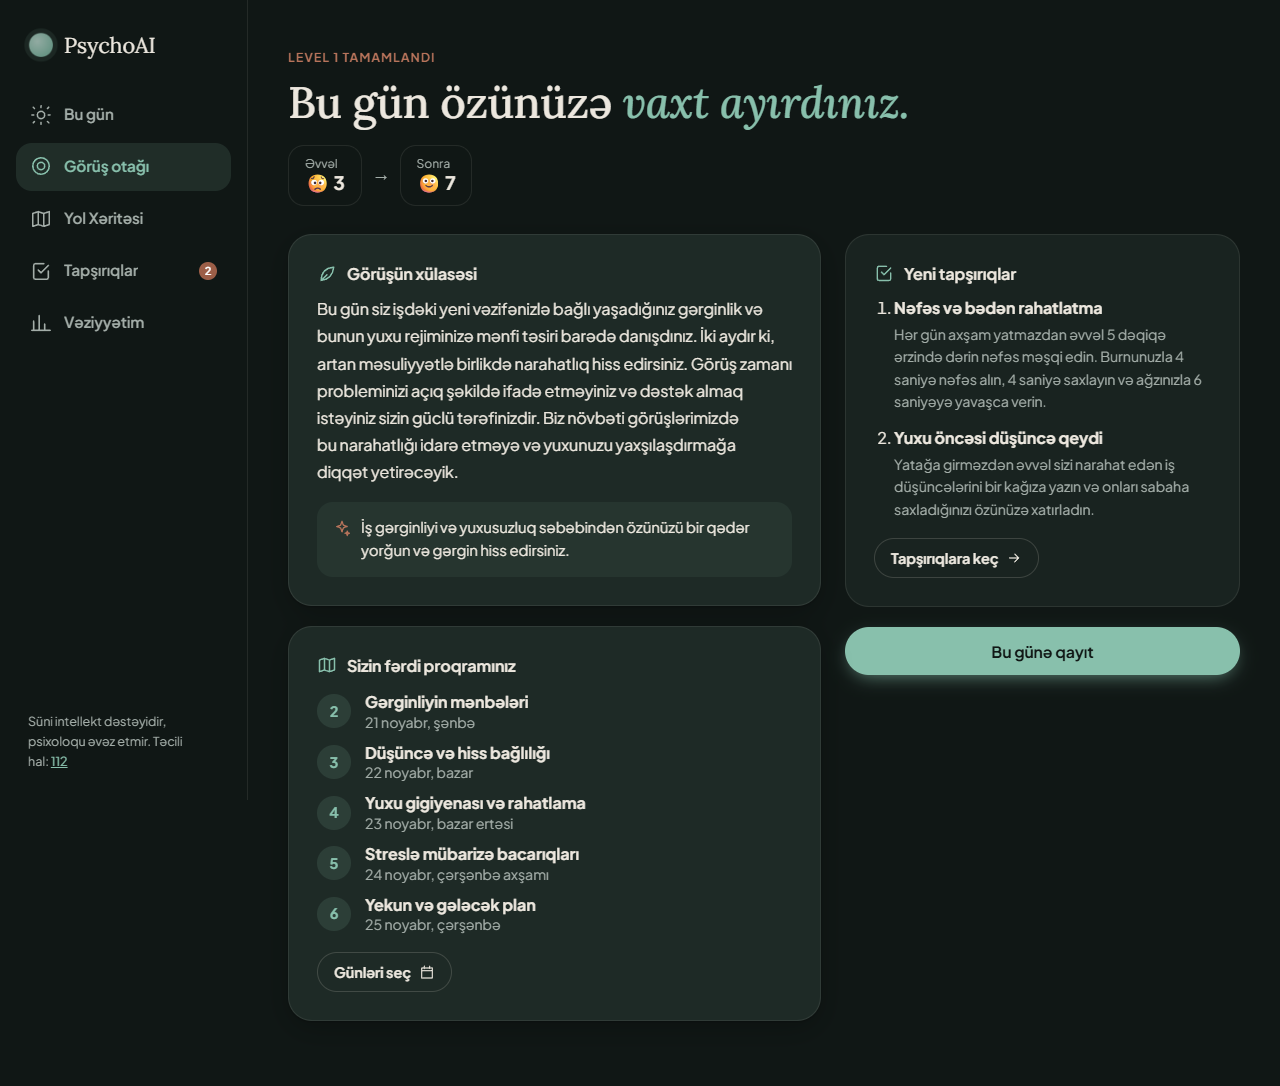 PsychoAI
Bu gün
Görüş otağı
Yol Xəritəsi
Tapşırıqlar
2
Vəziyyətim
Süni intellekt dəstəyidir,
psixoloqu əvəz etmir. Təcili
hal: 112
LEVEL 1 TAMAMLANDI
Bu gün özünüzə vaxt ayırdınız.
Əvvəl
😟 3
→
Sonra
🙂 7
Görüşün xülasəsi
Bu gün siz işdəki yeni vəzifənizlə bağlı yaşadığınız gərginlik və
bunun yuxu rejiminizə mənfi təsiri barədə danışdınız. İki aydır ki,
artan məsuliyyətlə birlikdə narahatlıq hiss edirsiniz. Görüş zamanı
probleminizi açıq şəkildə ifadə etməyiniz və dəstək almaq
istəyiniz sizin güclü tərəfinizdir. Biz növbəti görüşlərimizdə
bu narahatlığı idarə etməyə və yuxunuzu yaxşılaşdırmağa
diqqət yetirəcəyik.
İş gərginliyi və yuxusuzluq səbəbindən özünüzü bir qədər
yorğun və gərgin hiss edirsiniz.
Sizin fərdi proqramınız
2
Gərginliyin mənbələri
21 noyabr, şənbə
3
Düşüncə və hiss bağlılığı
22 noyabr, bazar
4
Yuxu gigiyenası və rahatlama
23 noyabr, bazar ertəsi
5
Streslə mübarizə bacarıqları
24 noyabr, çərşənbə axşamı
6
Yekun və gələcək plan
25 noyabr, çərşənbə
Günləri seç
Yeni tapşırıqlar
1. Nəfəs və bədən rahatlatma
Hər gün axşam yatmazdan əvvəl 5 dəqiqə
ərzində dərin nəfəs məşqi edin. Burnunuzla 4
saniyə nəfəs alın, 4 saniyə saxlayın və ağzınızla 6
saniyəyə yavaşca verin.
2. Yuxu öncəsi düşüncə qeydi
Yatağa girməzdən əvvəl sizi narahat edən iş
düşüncələrini bir kağıza yazın və onları sabaha
saxladığınızı özünüzə xatırladın.
Tapşırıqlara keç →
Bu günə qayıt